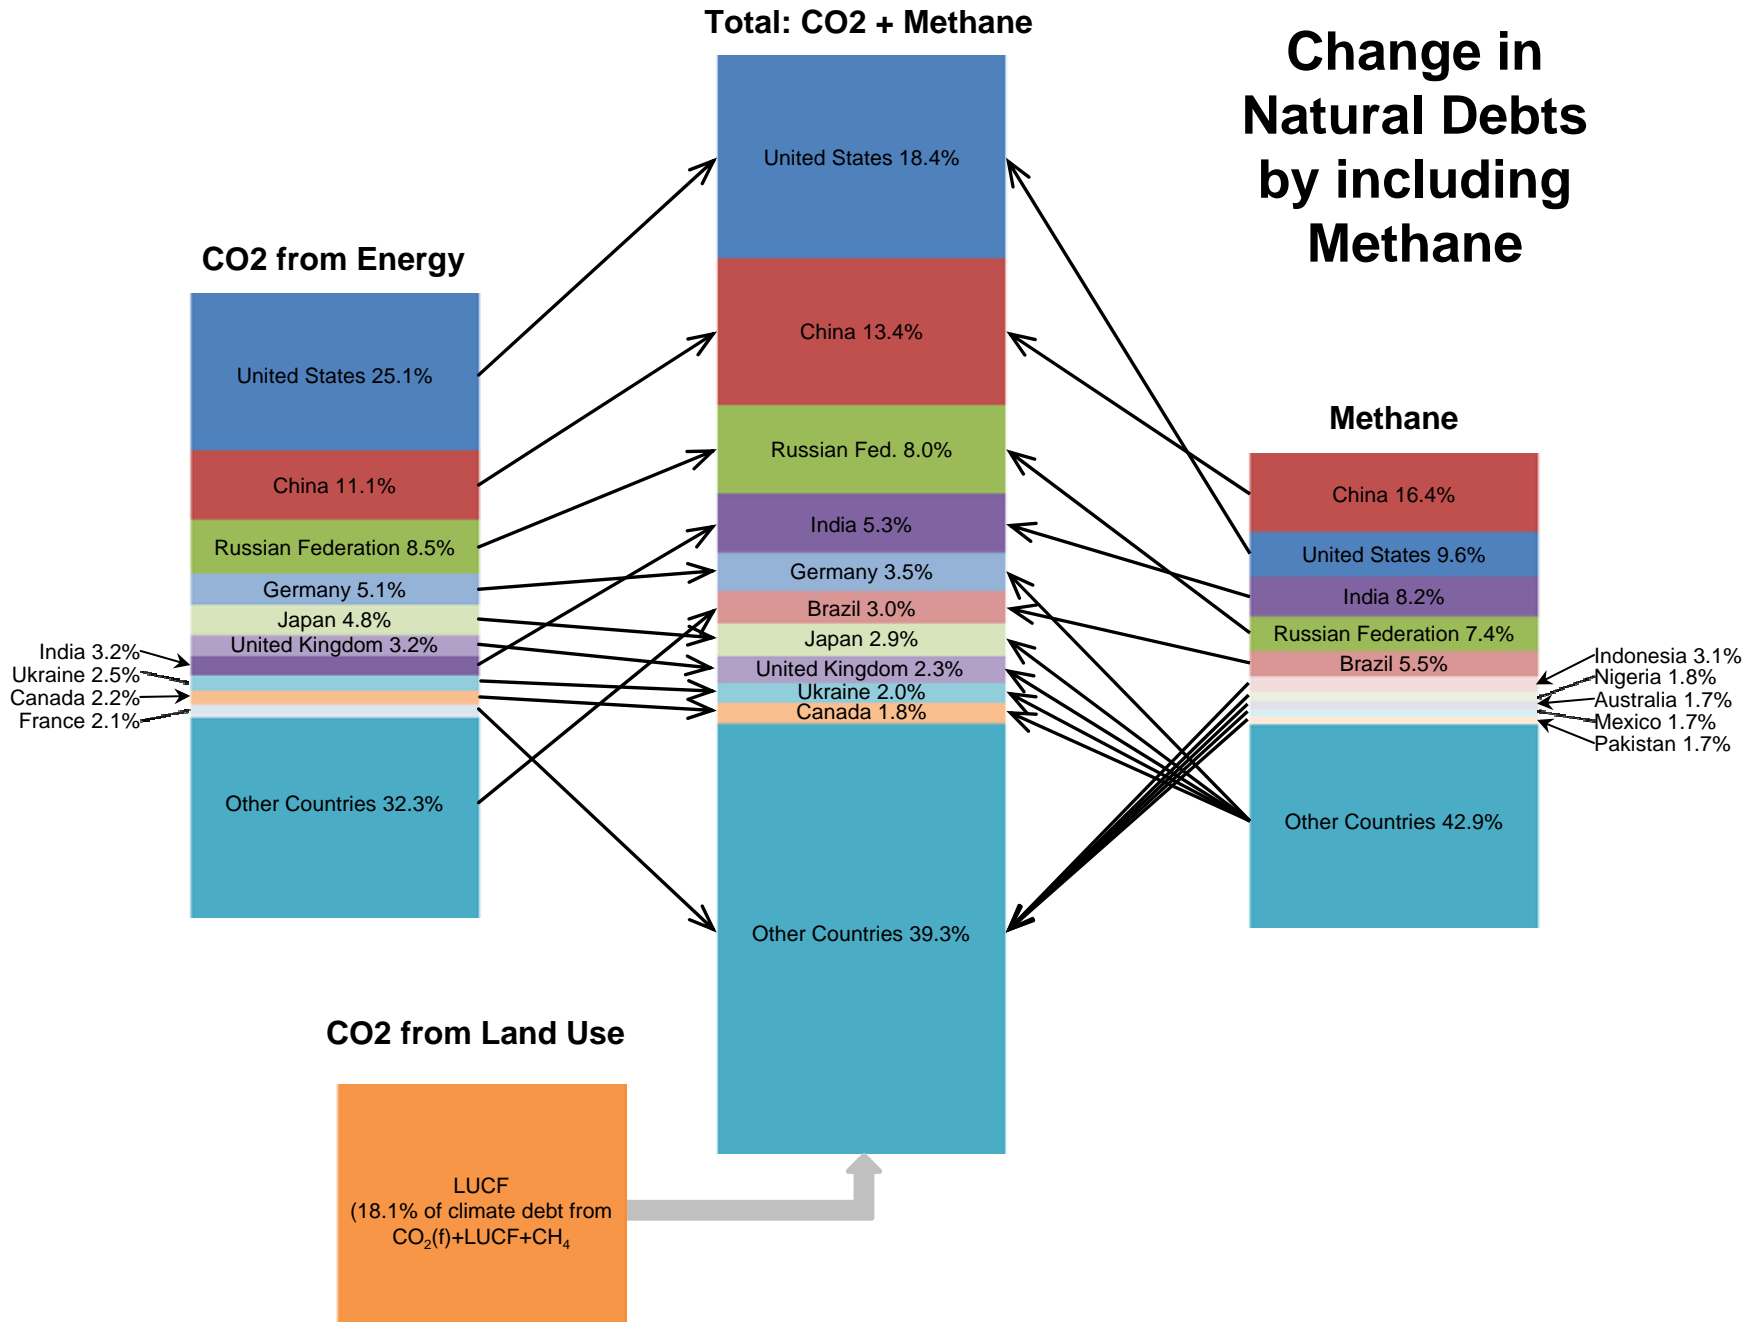 Total: CO2 + Methane
Change in
Natural Debts
by including
Methane
CO2 from Energy
United States 25.1%
China 11.1%
Russian Federation 8.5%
Germany 5.1%
Japan 4.8%
United Kingdom 3.2%
India 3.2%
Ukraine 2.5%
Canada 2.2%
France 2.1%
Other Countries 32.3%
United States 18.4%
China 13.4%
Russian Fed. 8.0%
India 5.3%
Germany 3.5%
Brazil 3.0%
Japan 2.9%
United Kingdom 2.3%
Ukraine 2.0%
Canada 1.8%
Other Countries 39.3%
Methane
China 16.4%
United States 9.6%
India 8.2%
Russian Federation 7.4%
Brazil 5.5%
Indonesia 3.1%
Nigeria 1.8%
Australia 1.7%
Mexico 1.7%
Pakistan 1.7%
Other Countries 42.9%
CO2 from Land Use
LUCF
(18.1% of climate debt from
CO₂(f)+LUCF+CH₄